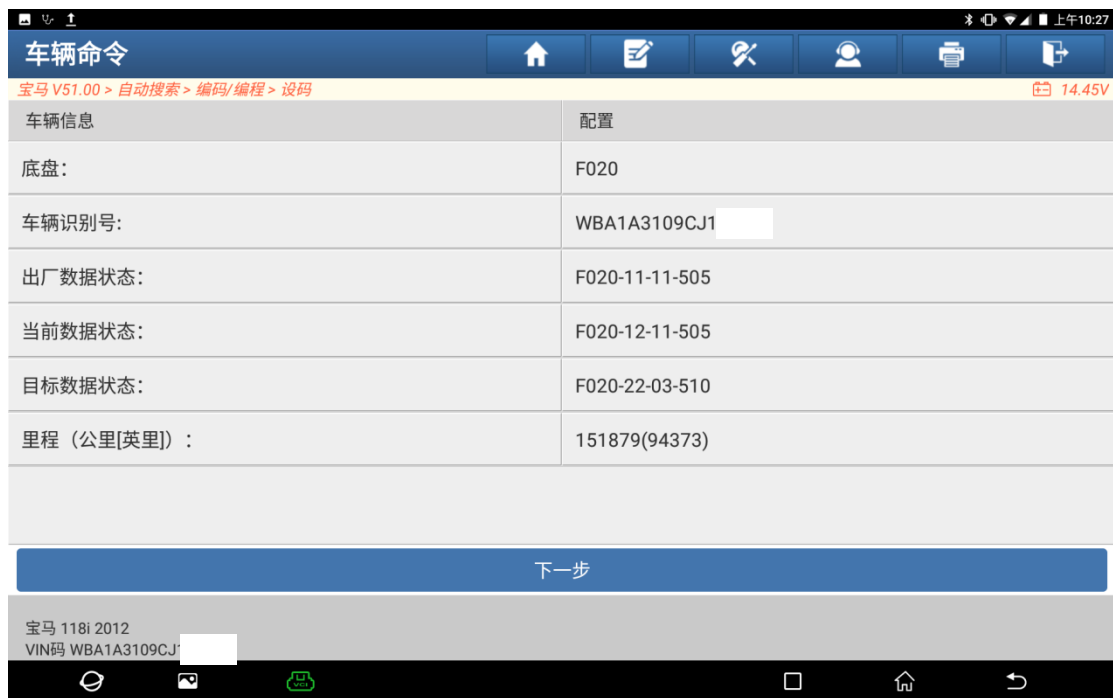 上午10:27
车辆命令
宝马 V51.00 > 自动搜索 > 编码/编程 > 设码 14.45V
车辆信息 配置
底盘： F020
车辆识别号: WBA1A3109CJ1
出厂数据状态： F020-11-11-505
当前数据状态： F020-12-11-505
目标数据状态： F020-22-03-510
里程（公里[英里]）： 151879(94373)
下一步
宝马 118i 2012
VIN码 WBA1A3109CJ1
VCI